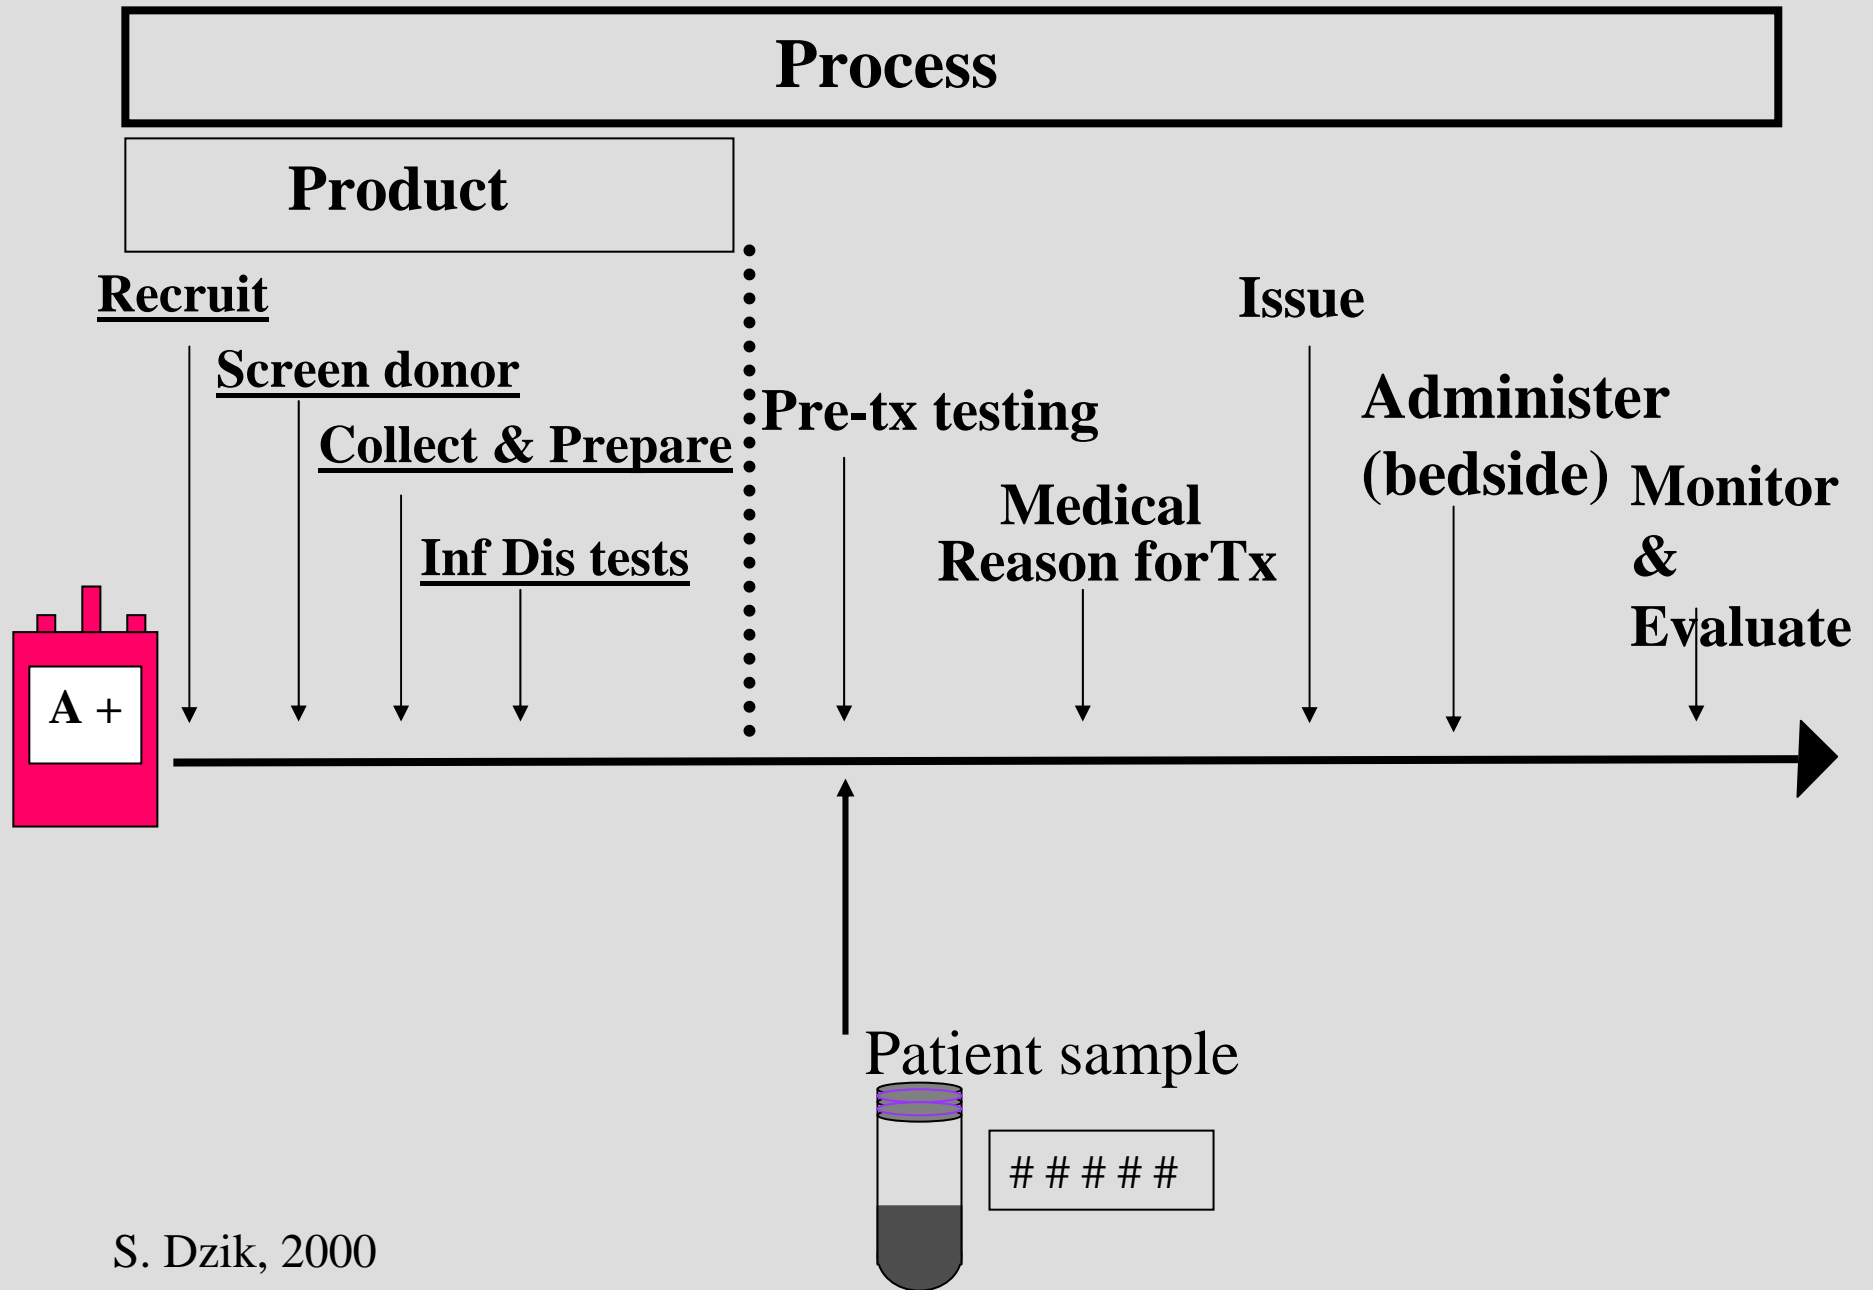 Process
Product
Recruit
Screen donor
Collect & Prepare
Inf Dis tests
Pre-tx testing
Medical
Reason forTx
Issue
Administer
(bedside)
Monitor
&
Evaluate
A +
Patient sample
# # # # #
S. Dzik, 2000